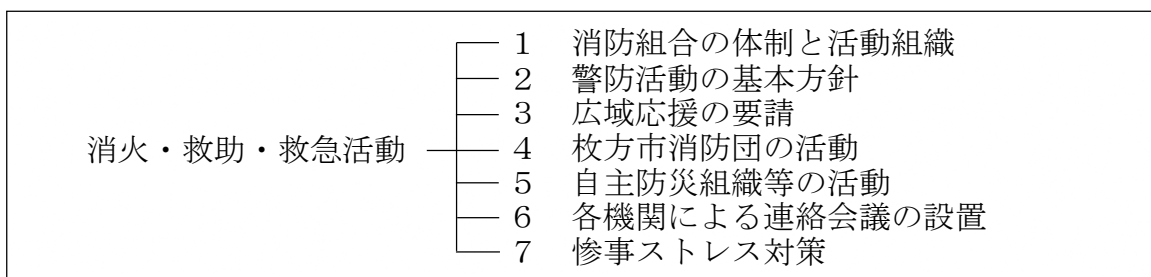 １　消防組合の体制と活動組織
２　警防活動の基本方針
３　広域応援の要請
消火・救助・救急活動　４　枚方市消防団の活動
５　自主防災組織等の活動
６　各機関による連絡会議の設置
７　惨事ストレス対策